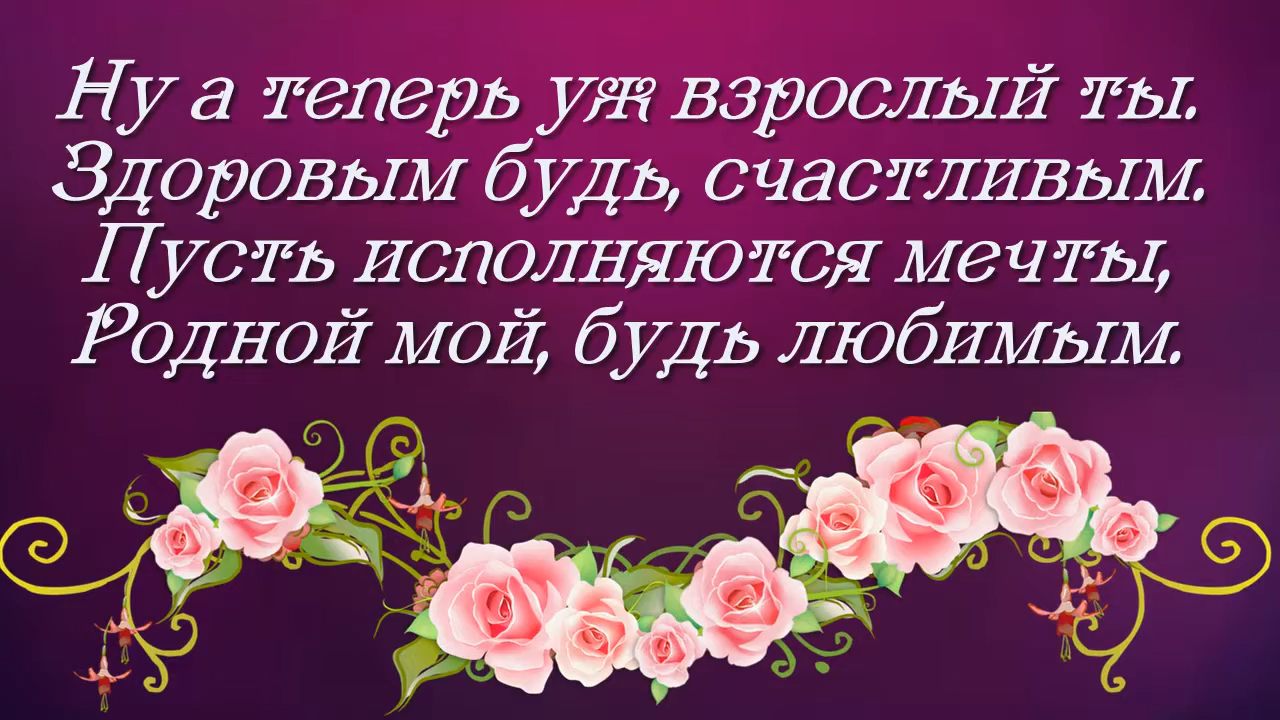 Ну а теперь уж взрослый ты.
Здоровым будь, счастливым.
Пусть исполняются мечты,
Родной мой, будь любимым.